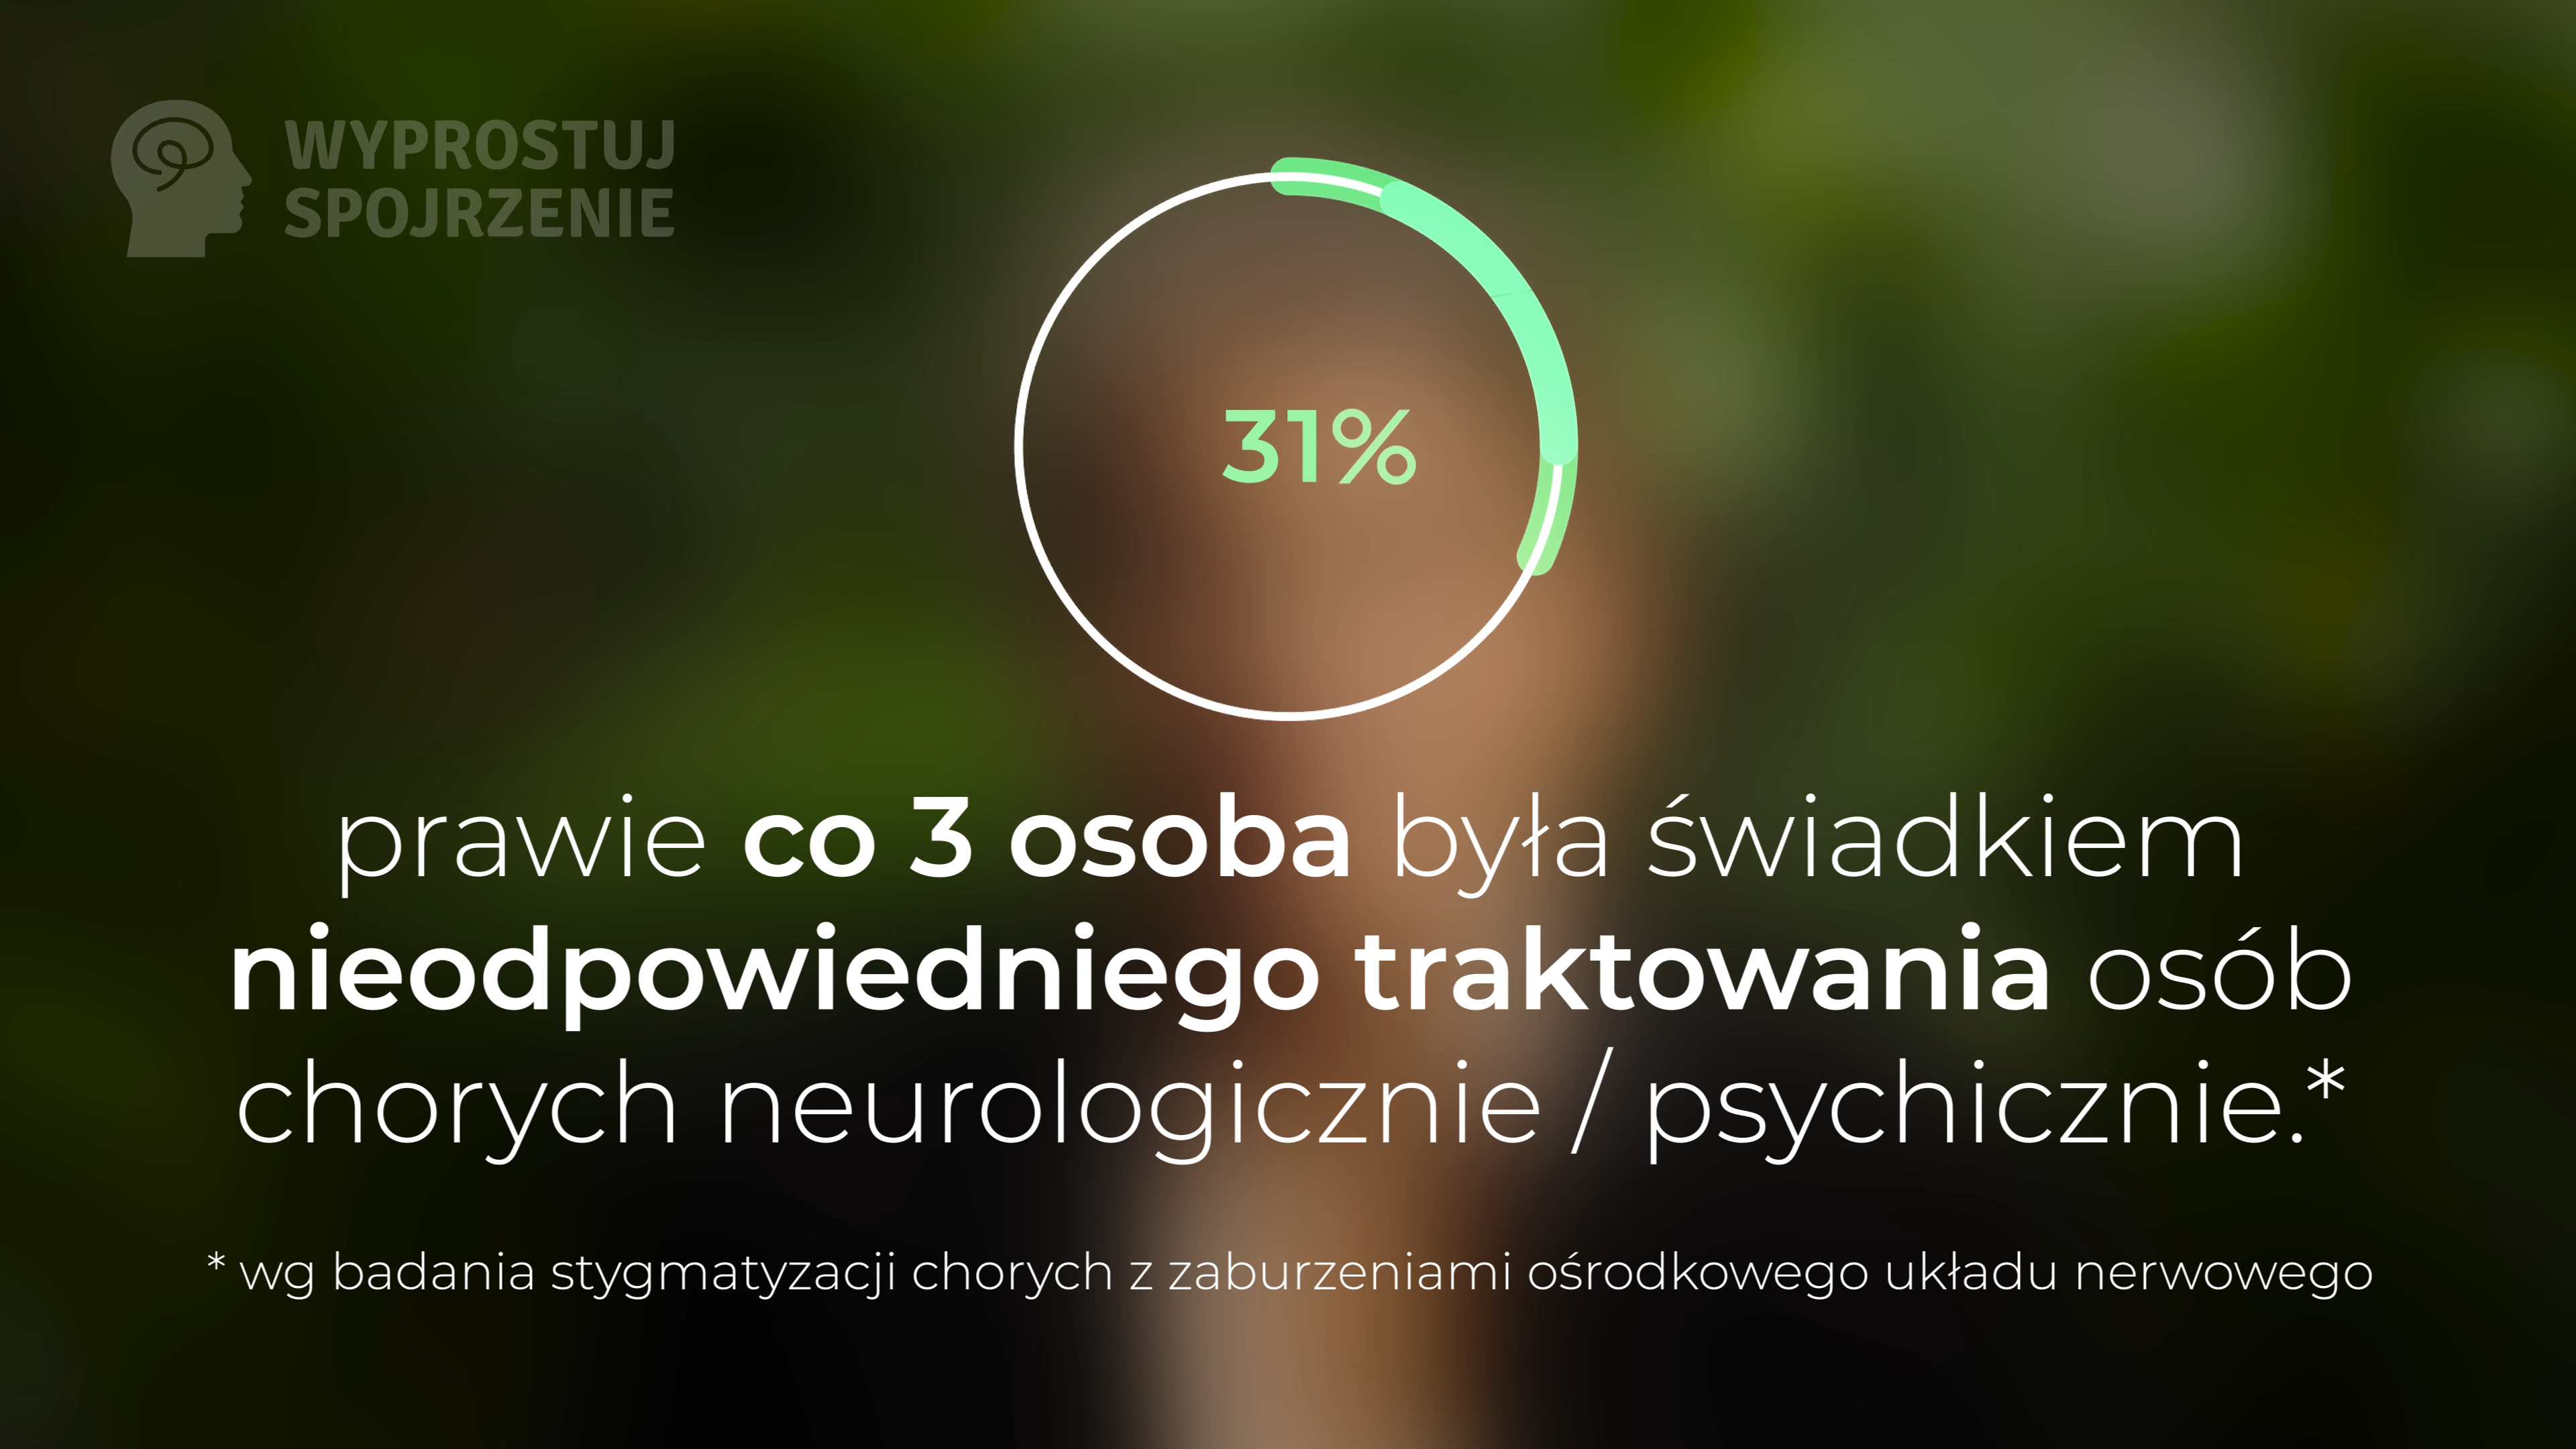 WYPROSTUJ
SPOJRZENIE
31%
prawie co 3 osoba była świadkiem
nieodpowiedniego traktowania osób
chorych neurologicznie / psychicznie.*
* wg badania stygmatyzacji chorych z zaburzeniami ośrodkowego układu nerwowego